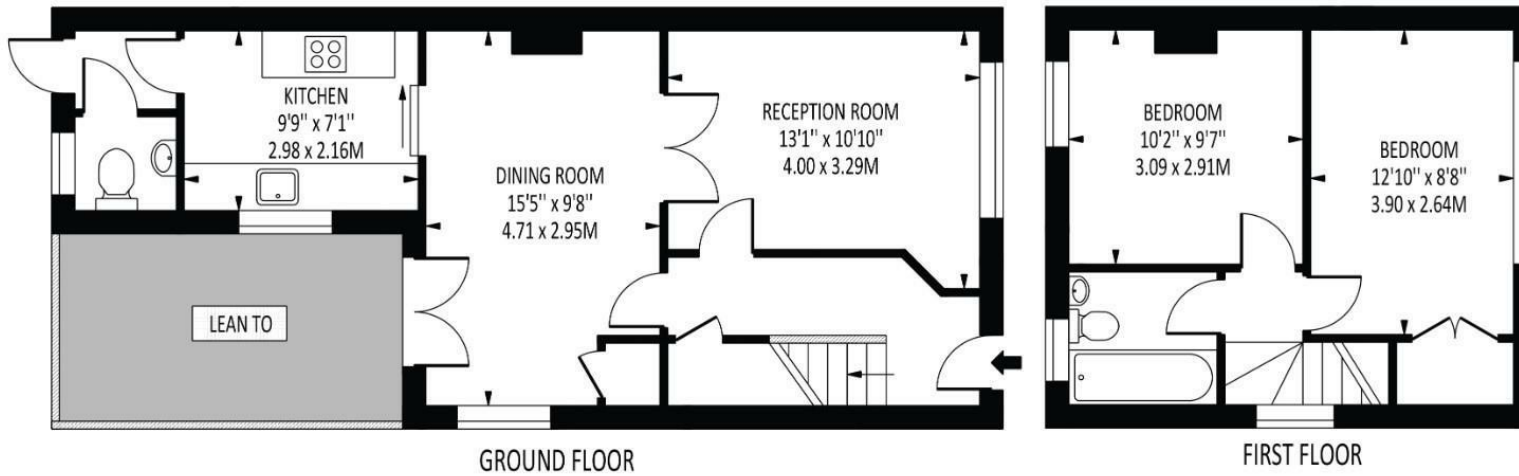 KITCHEN
9'9'' x 7'1''
2.98 x 2.16M
DINING ROOM
15'5'' x 9'8''
4.71 x 2.95M
RECEPTION ROOM
13'1'' x 10'10''
4.00 x 3.29M
LEAN TO
GROUND FLOOR
BEDROOM
10'2'' x 9'7''
3.09 x 2.91M
BEDROOM
12'10'' x 8'8''
3.90 x 2.64M
FIRST FLOOR